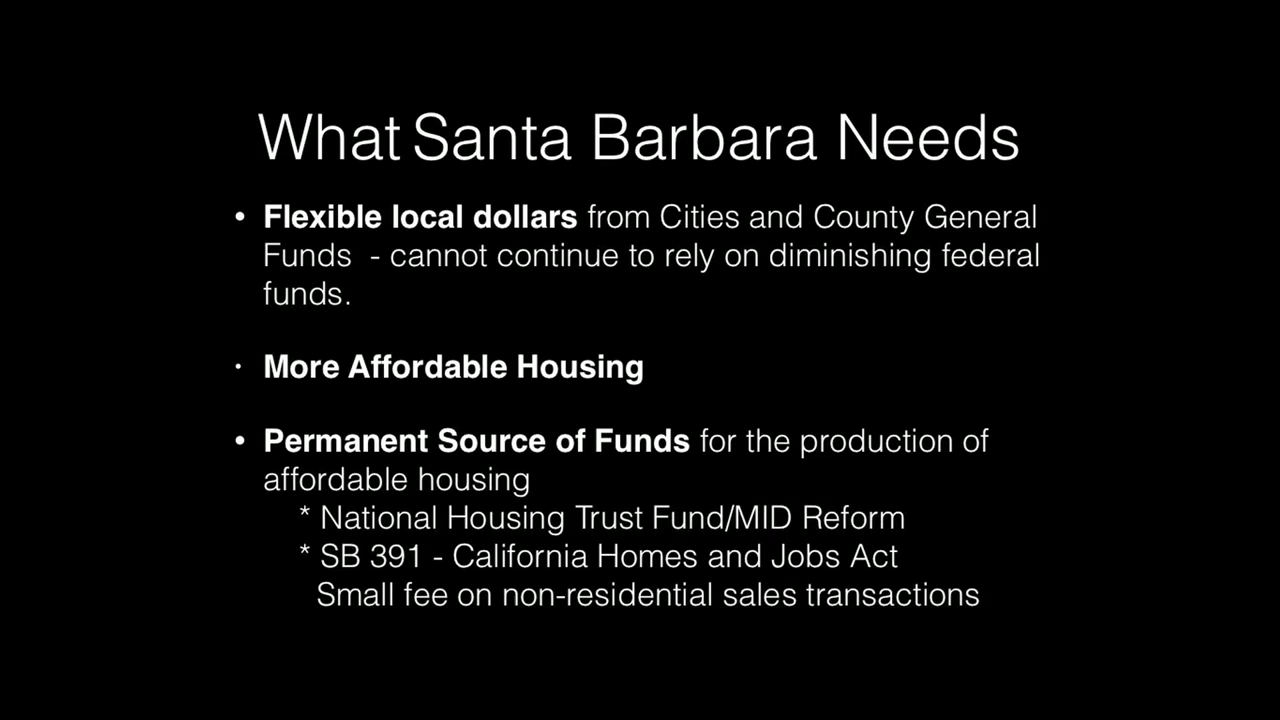 What Santa Barbara Needs
• Flexible local dollars from Cities and County General
Funds - cannot continue to rely on diminishing federal
funds.
• More Affordable Housing
• Permanent Source of Funds for the production of
affordable housing
* National Housing Trust Fund/MID Reform
* SB 391 - California Homes and Jobs Act
Small fee on non-residential sales transactions